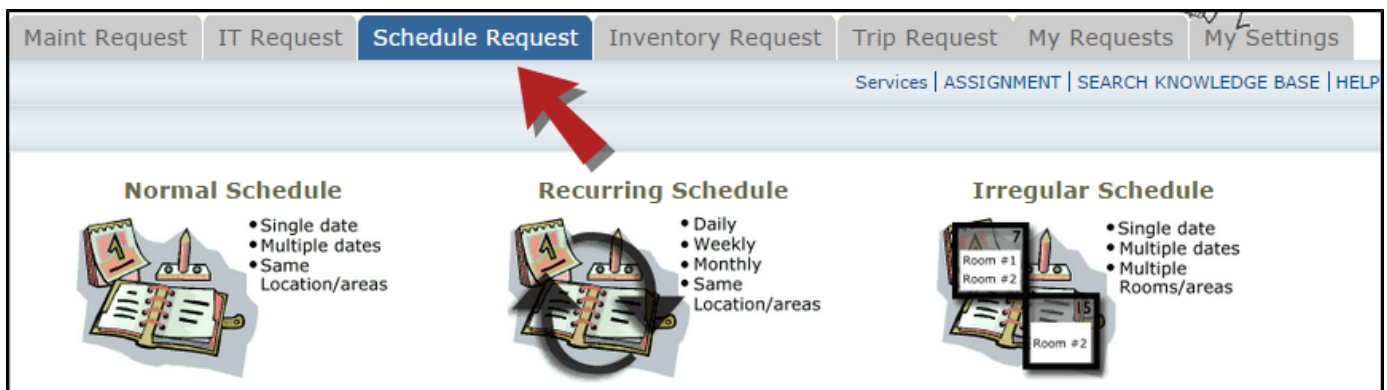 Maint Request IT Request Schedule Request Inventory Request Trip Request My Requests My Settings
Services | ASSIGNMENT | SEARCH KNOWLEDGE BASE | HELP
Normal Schedule
• Single date
• Multiple dates
• Same
Location/areas
Recurring Schedule
• Daily
• Weekly
• Monthly
• Same
Location/areas
Irregular Schedule
7
Room #1
Room #2
15
Room #2
• Single date
• Multiple dates
• Multiple
Rooms/areas